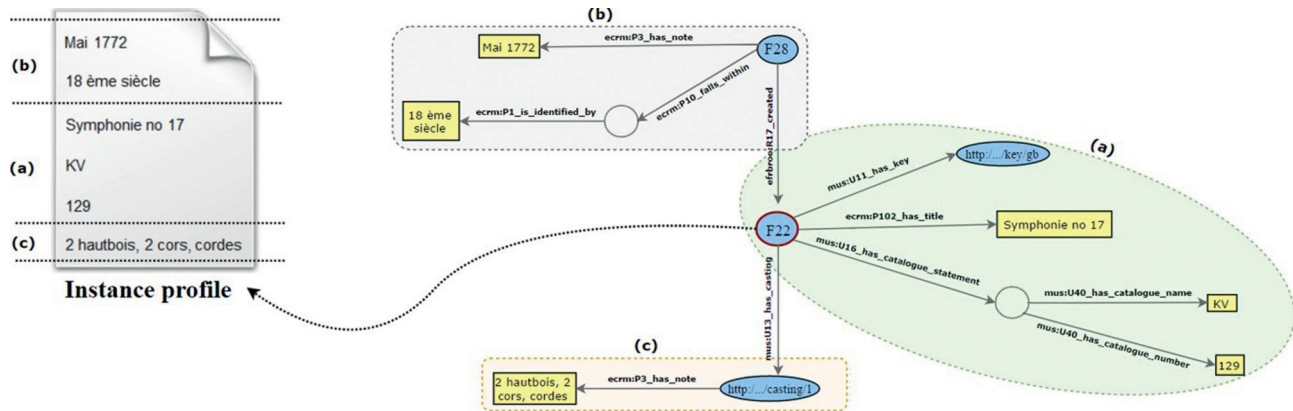 (b)
Mai 1772
18 ème siècle
(a)
Symphonie no 17
KV
129
(c)
2 hautbois, 2 cors, cordes
Instance profile
(b)
Mai 1772
ecrm:P3_has_note
F28
ecrm:P10_falls_within
18 ème
siècle
ecrm:P1_is_identified_by
efrbroo:R17_created
(a)
mus:U11_has_key
http:/.../key/gb
F22
ecrm:P102_has_title
Symphonie no 17
mus:U16_has_catalogue_statement
mus:U40_has_catalogue_name
KV
mus:U40_has_catalogue_number
129
mus:U13_has_casting
(c)
2 hautbois, 2
cors, cordes
ecrm:P3_has_note
http:/.../casting/1